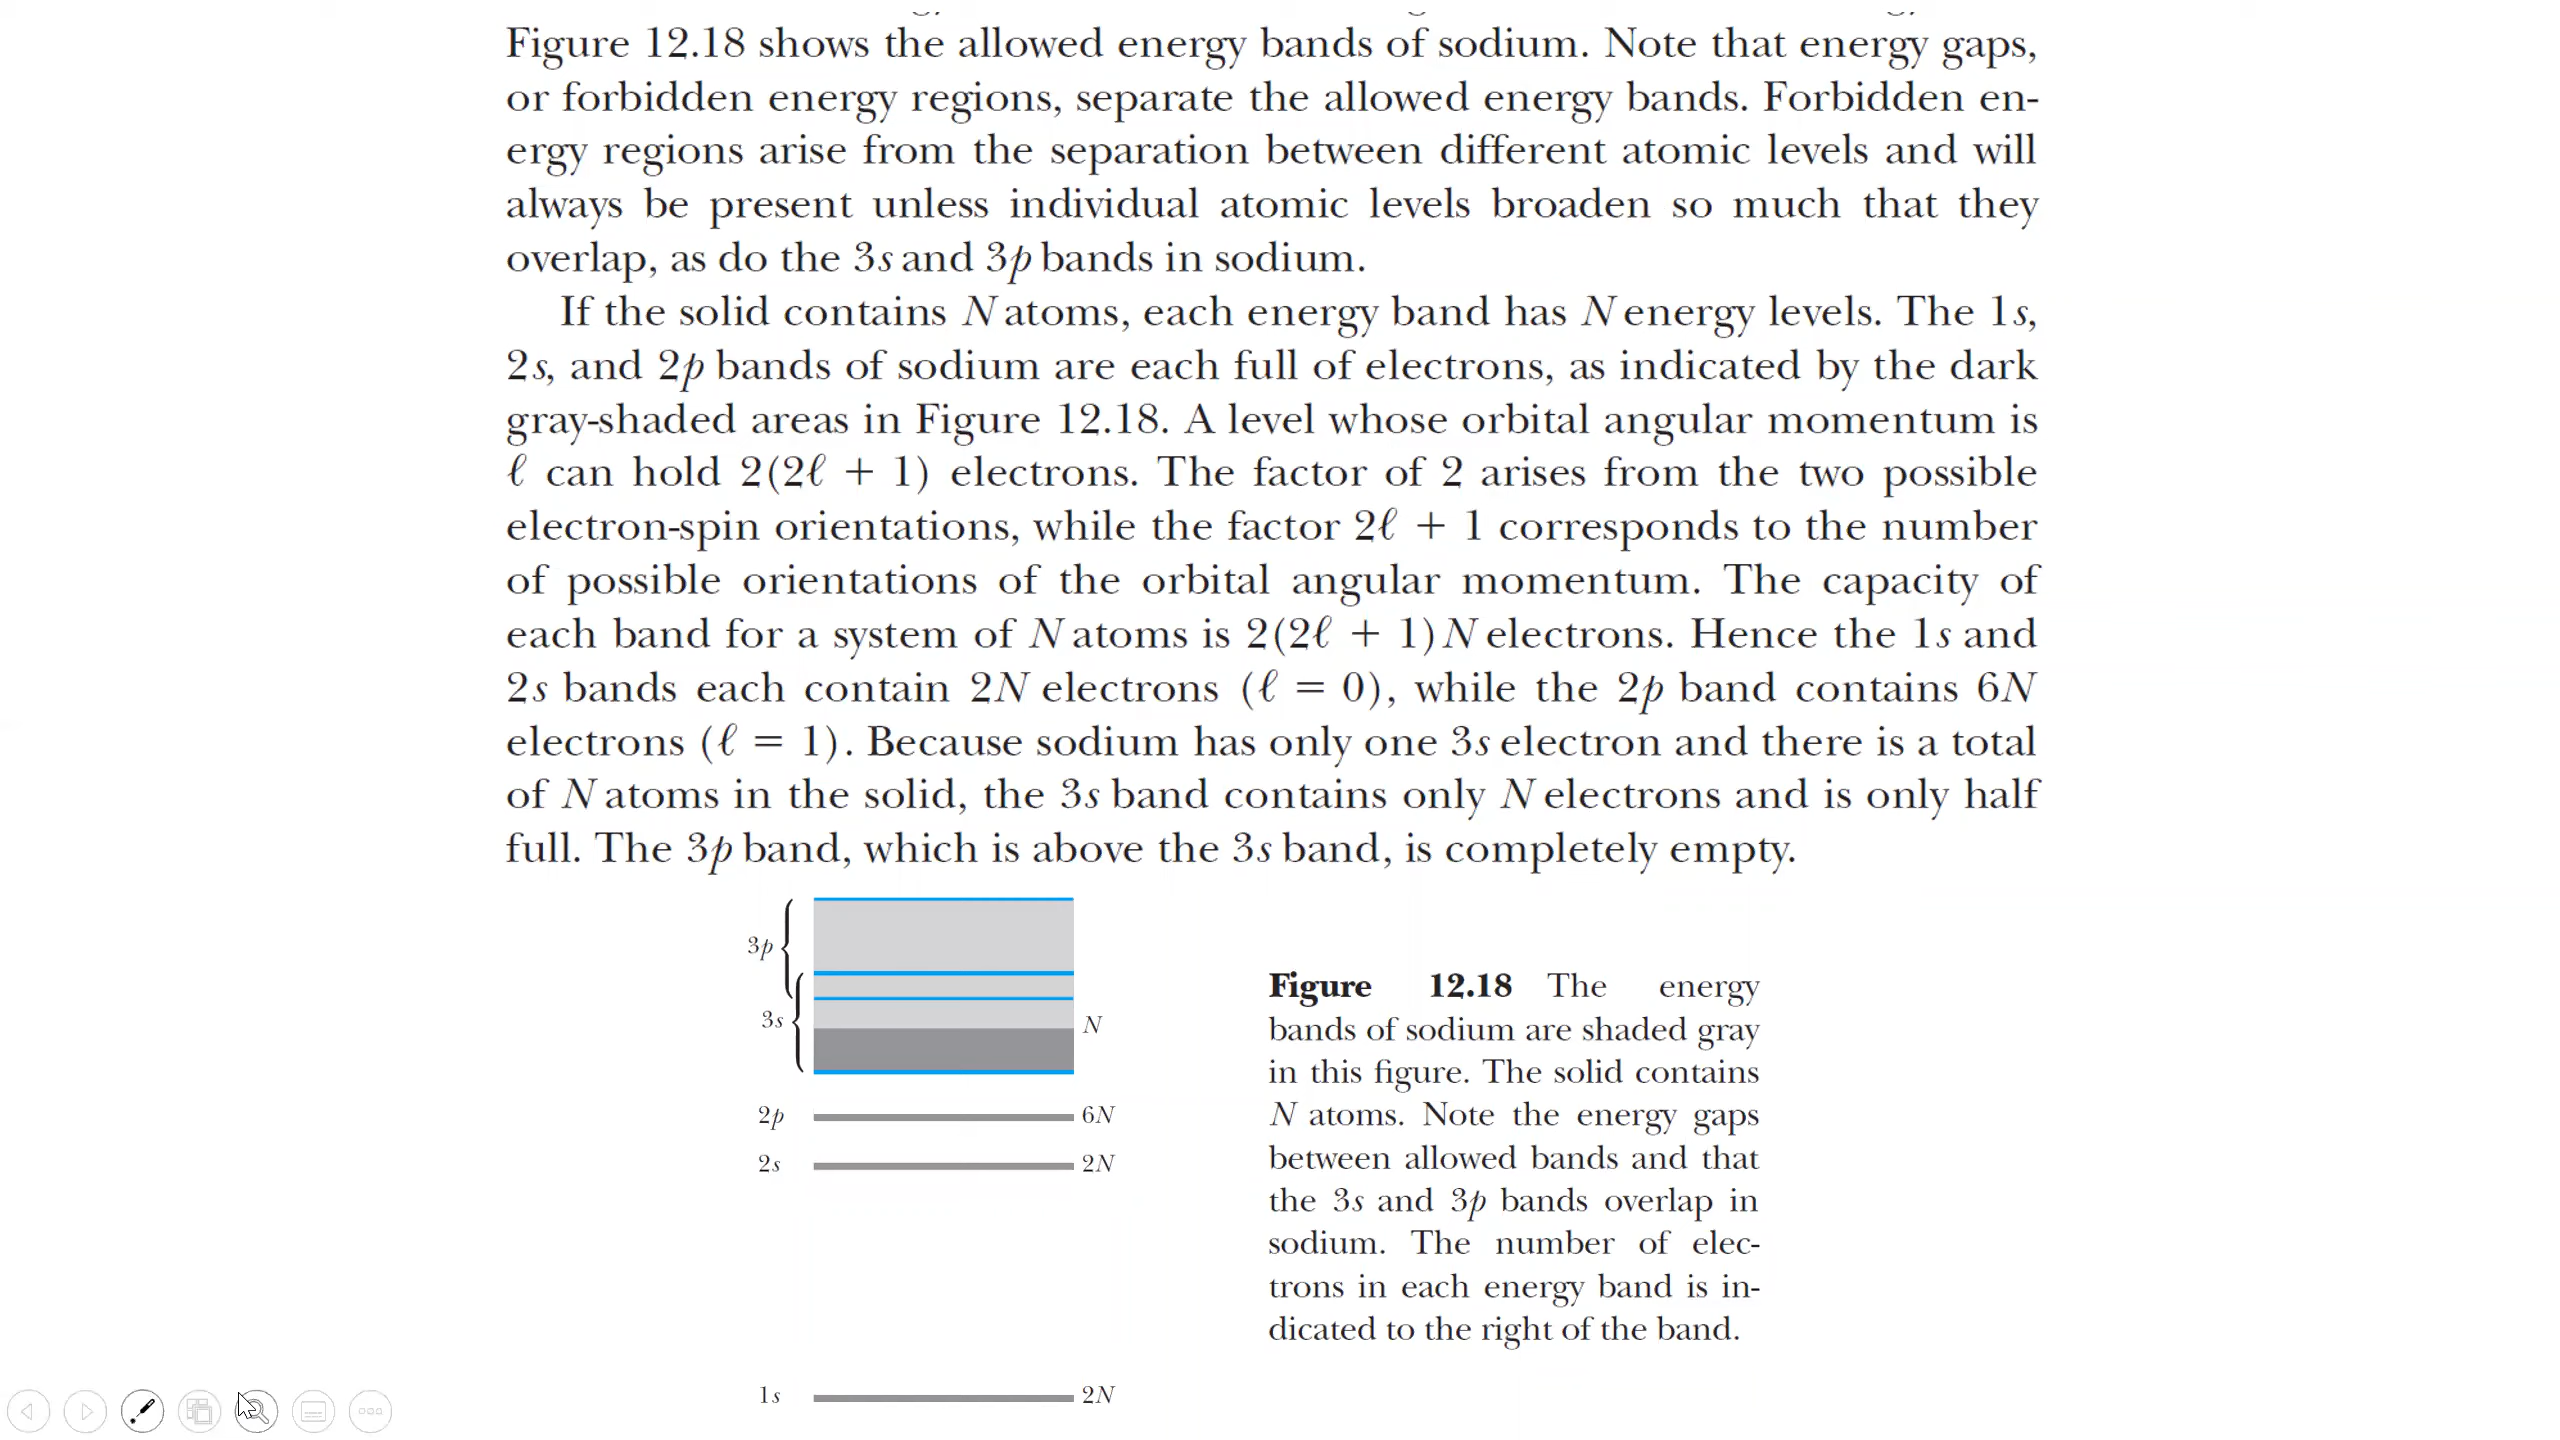 Figure 12.18 shows the allowed energy bands of sodium. Note that energy gaps,
or forbidden energy regions, separate the allowed energy bands. Forbidden en-
ergy regions arise from the separation between different atomic levels and will
always be present unless individual atomic levels broaden so much that they
overlap, as do the 3s and 3p bands in sodium.
If the solid contains N atoms, each energy band has N energy levels. The 1s,
2s, and 2p bands of sodium are each full of electrons, as indicated by the dark
gray-shaded areas in Figure 12.18. A level whose orbital angular momentum is
ℓ can hold 2(2ℓ + 1) electrons. The factor of 2 arises from the two possible
electron-spin orientations, while the factor 2ℓ + 1 corresponds to the number
of possible orientations of the orbital angular momentum. The capacity of
each band for a system of N atoms is 2(2ℓ + 1)N electrons. Hence the 1s and
2s bands each contain 2N electrons (ℓ = 0), while the 2p band contains 6N
electrons (ℓ = 1). Because sodium has only one 3s electron and there is a total
of N atoms in the solid, the 3s band contains only N electrons and is only half
full. The 3p band, which is above the 3s band, is completely empty.
3p
3s
N
2p
6N
2s
2N
1s
2N
Figure 12.18 The energy
bands of sodium are shaded gray
in this figure. The solid contains
N atoms. Note the energy gaps
between allowed bands and that
the 3s and 3p bands overlap in
sodium. The number of elec-
trons in each energy band is in-
dicated to the right of the band.